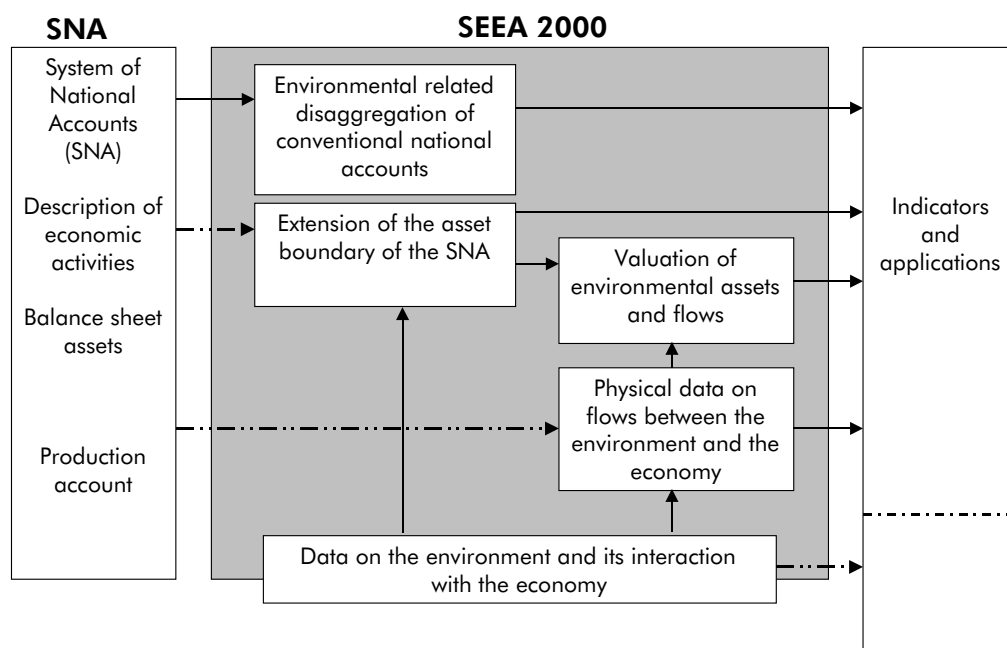 SNA
SEEA 2000
System of
National
Accounts
(SNA)
Description of
economic
activities
Balance sheet
assets
Production
account
Environmental related
disaggregation of
conventional national
accounts
Extension of the asset
boundary of the SNA
Valuation of
environmental assets
and flows
Physical data on
flows between the
environment and the
economy
Data on the environment and its interaction
with the economy
Indicators
and
applications